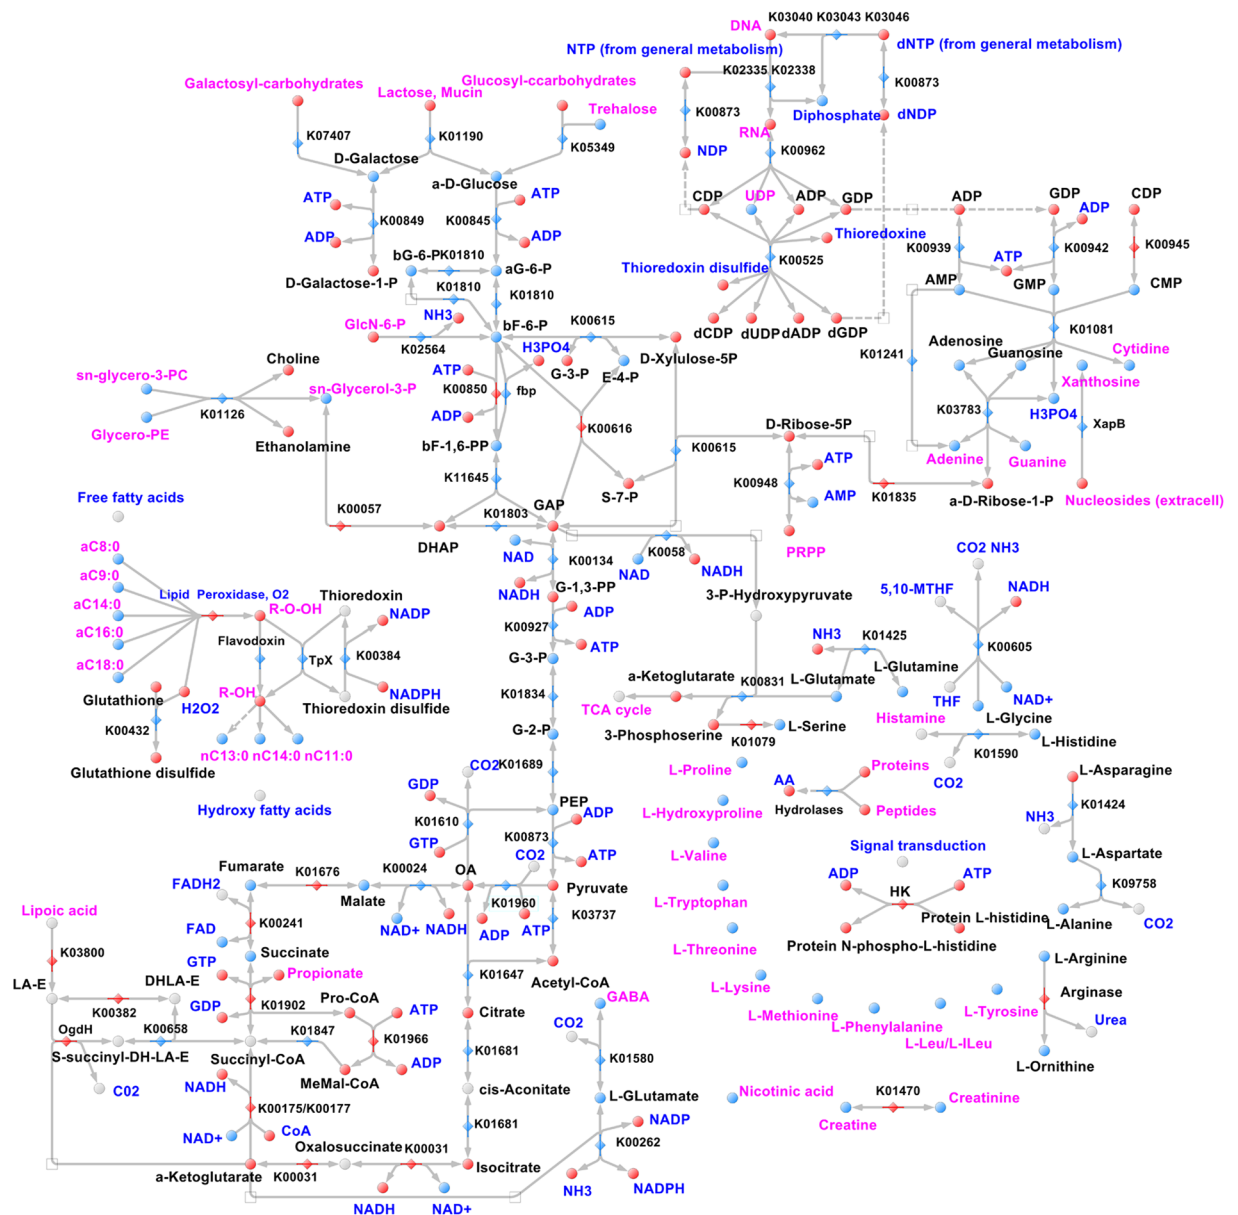 DNA
K03040 K03043 K03046
NTP (from general metabolism)
dNTP (from general metabolism)
K02335 K02338
K00873
K00873
Diphosphate
dNDP
RNA
NDP
K00962
Galactosyl-carbohydrates
Lactose, Mucin
Glucosyl-ccarbohydrates
Trehalose
K07407
K01190
K05349
D-Galactose
a-D-Glucose
ATP
K00849
ADP
D-Galactose-1-P
ATP
K00845
ADP
CDP
UDP
ADP
GDP
Thioredoxine
Thioredoxin disulfide
K00525
dCDP
dUDP
dADP
dGDP
ADP
GDP
ADP
CDP
K00939
K00942
K00945
ATP
AMP
GMP
CMP
K01081
K01241
Adenosine
Guanosine
Cytidine
Xanthosine
K03783
H3PO4
XapB
Adenine
Guanine
a-D-Ribose-1-P
Nucleosides (extracell)
K01835
bG-6-P
K01810
aG-6-P
K01810
K01810
NH3
GlcN-6-P
K02564
bF-6-P
K00615
H3PO4
D-Xylulose-5P
G-3-P
E-4-P
ATP
K00850
fbp
ADP
K00616
bF-1,6-PP
K11645
S-7-P
K00615
D-Ribose-5P
ATP
K00948
AMP
PRPP
Choline
sn-glycero-3-PC
sn-Glycerol-3-P
K01126
Glycero-PE
Ethanolamine
K00057
DHAP
K01803
GAP
NAD
K00134
NADH
G-1,3-PP
K0058
NAD
NADH
3-P-Hydroxypyruvate
ADP
K00927
ATP
G-3-P
K01834
G-2-P
K01689
PEP
Free fatty acids
aC8:0
aC9:0
aC14:0
aC16:0
aC18:0
Lipid Peroxidase, O2
R-O-OH
Thioredoxin
NADP
Flavodoxin
TpX
K00384
NADPH
R-OH
Thioredoxin disulfide
Glutathione
H2O2
K00432
Glutathione disulfide
nC13:0 nC14:0 nC11:0
Hydroxy fatty acids
NH3
K01425
L-Glutamine
a-Ketoglutarate
K00831
L-Glutamate
TCA cycle
3-Phosphoserine
L-Serine
K01079
CO2 NH3
5,10-MTHF
NADH
K00605
THF
NAD+
L-Glycine
Histamine
K01590
L-Histidine
CO2
L-Proline
L-Hydroxyproline
L-Valine
L-Tryptophan
L-Threonine
L-Lysine
L-Methionine
L-Phenylalanine
L-Leu/L-ILeu
L-Tyrosine
AA
Proteins
Hydrolases
Peptides
L-Asparagine
K01424
NH3
L-Aspartate
K09758
L-Alanine
CO2
Signal transduction
ADP
ATP
HK
Protein L-histidine
Protein N-phospho-L-histidine
L-Arginine
Arginase
Urea
L-Ornithine
Nicotinic acid
K01470
Creatine
Creatinine
CO2
GDP
K01610
GTP
ADP
K00873
ATP
CO2
OA
Pyruvate
K01960
ADP
ATP
K03737
Acetyl-CoA
Fumarate
K01676
K00024
Malate
NAD+
NADH
FADH2
K00241
FAD
Succinate
GTP
Propionate
GDP
K01902
Pro-CoA
ATP
K01966
ADP
K01847
Succinyl-CoA
MeMal-CoA
Lipoic acid
K03800
LA-E
DHLA-E
K00382
OgdH
K00658
S-succinyl-DH-LA-E
C02
NADH
K00175/K00177
NAD+
CoA
a-Ketoglutarate
K00031
Oxalosuccinate
K00031
Isocitrate
NADH
NAD+
K01647
Citrate
K01681
cis-Aconitate
K01681
GABA
CO2
K01580
L-GLutamate
NADP
K00262
NH3
NADPH